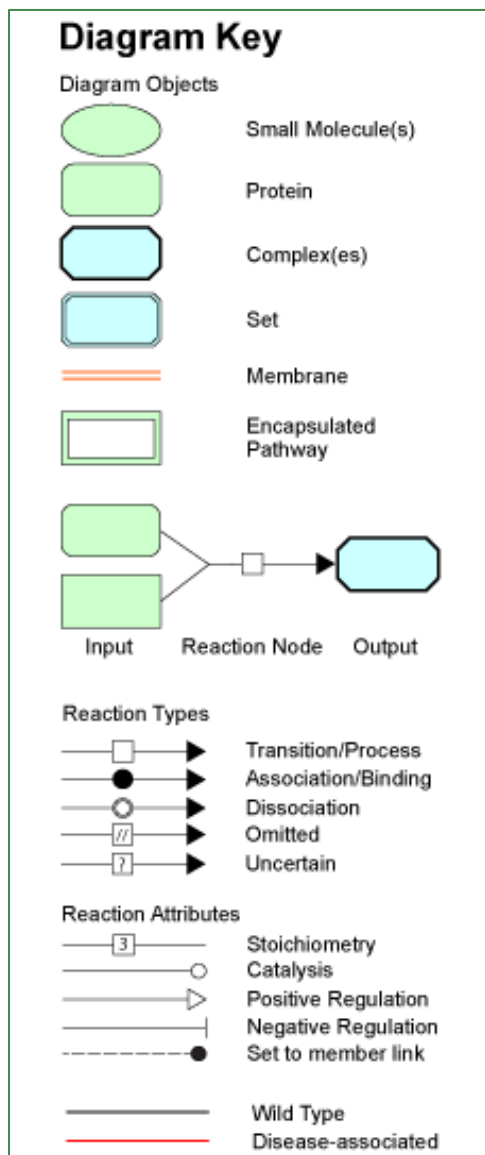 Diagram Key
Diagram Objects
Small Molecule(s)
Protein
Complex(es)
Set
Membrane
Encapsulated
Pathway
Input Reaction Node Output
Reaction Types
Transition/Process
Association/Binding
Dissociation
// Omitted
? Uncertain
Reaction Attributes
3 Stoichiometry
Catalysis
Positive Regulation
Negative Regulation
Set to member link
Wild Type
Disease-associated